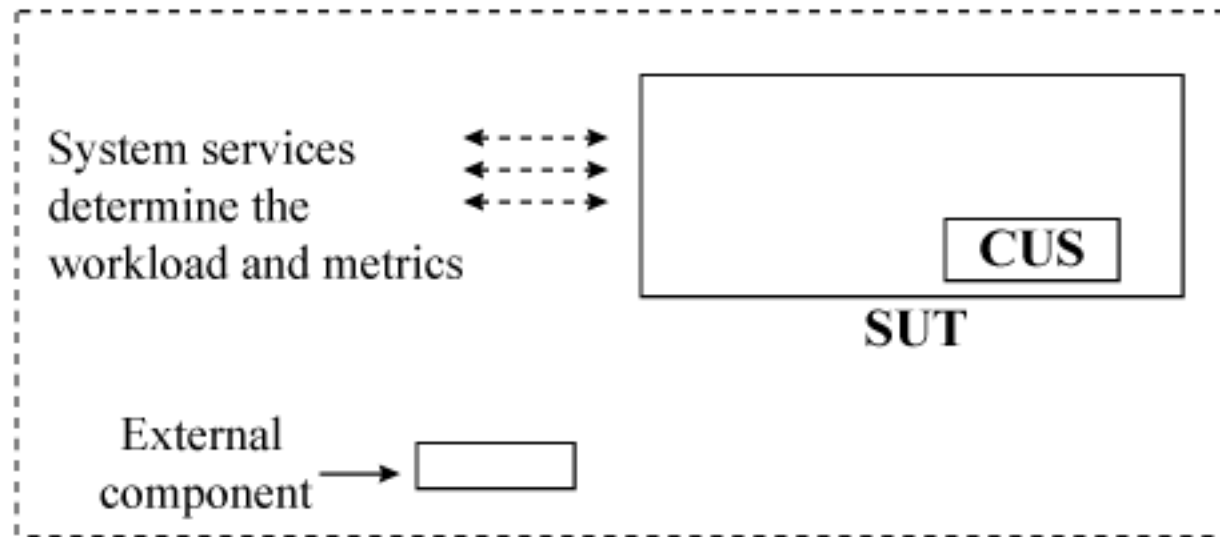 System services
determine the
workload and metrics
CUS
SUT
External
component